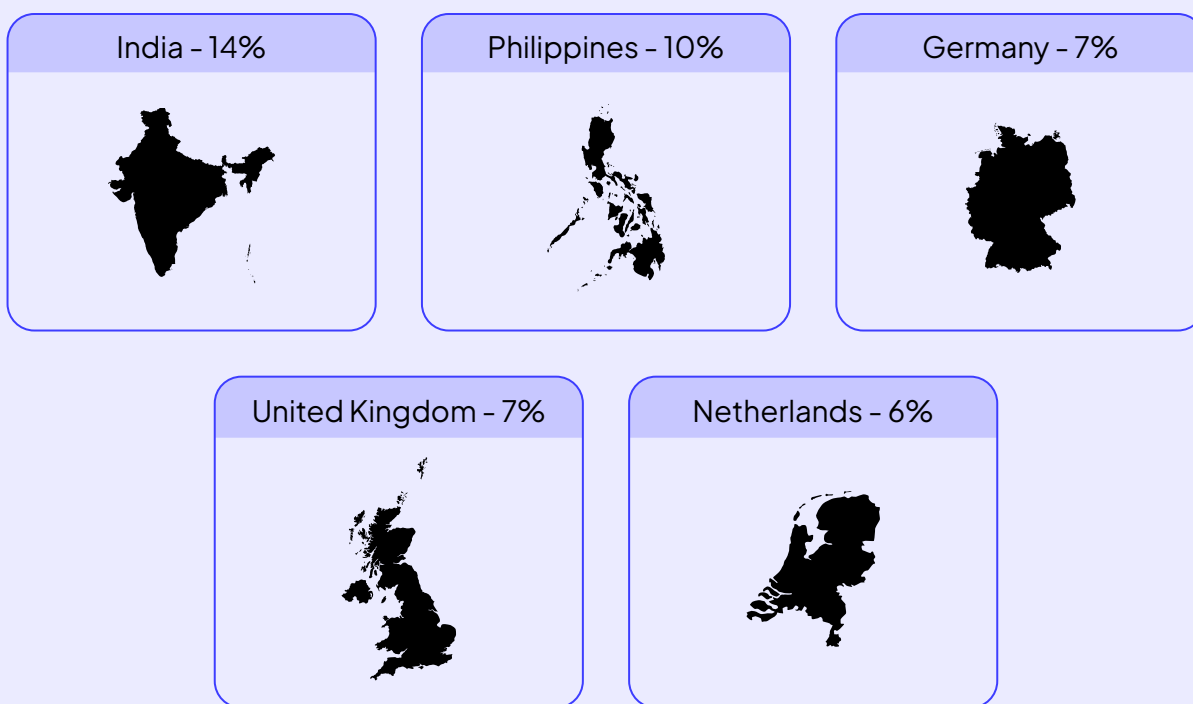 India - 14%
Philippines - 10%
Germany - 7%
United Kingdom - 7%
Netherlands - 6%